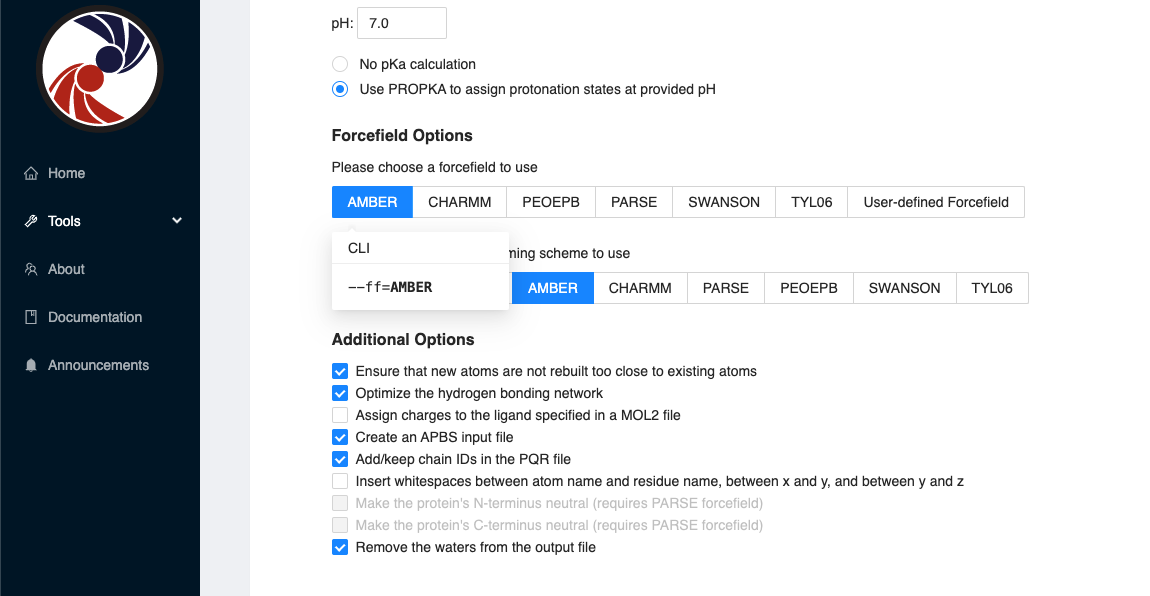 pH: 7.0
No pKa calculation
Use PROPKA to assign protonation states at provided pH
Forcefield Options
Please choose a forcefield to use
AMBER CHARMM PEOEPB PARSE SWANSON TYL06 User-defined Forcefield
CLI
--ff=AMBER
ming scheme to use
AMBER CHARMM PARSE PEOEPB SWANSON TYL06
Additional Options
Ensure that new atoms are not rebuilt too close to existing atoms
Optimize the hydrogen bonding network
Assign charges to the ligand specified in a MOL2 file
Create an APBS input file
Add/keep chain IDs in the PQR file
Insert whitespaces between atom name and residue name, between x and y, and between y and z
Make the protein's N-terminus neutral (requires PARSE forcefield)
Make the protein's C-terminus neutral (requires PARSE forcefield)
Remove the waters from the output file
Home
Tools
About
Documentation
Announcements